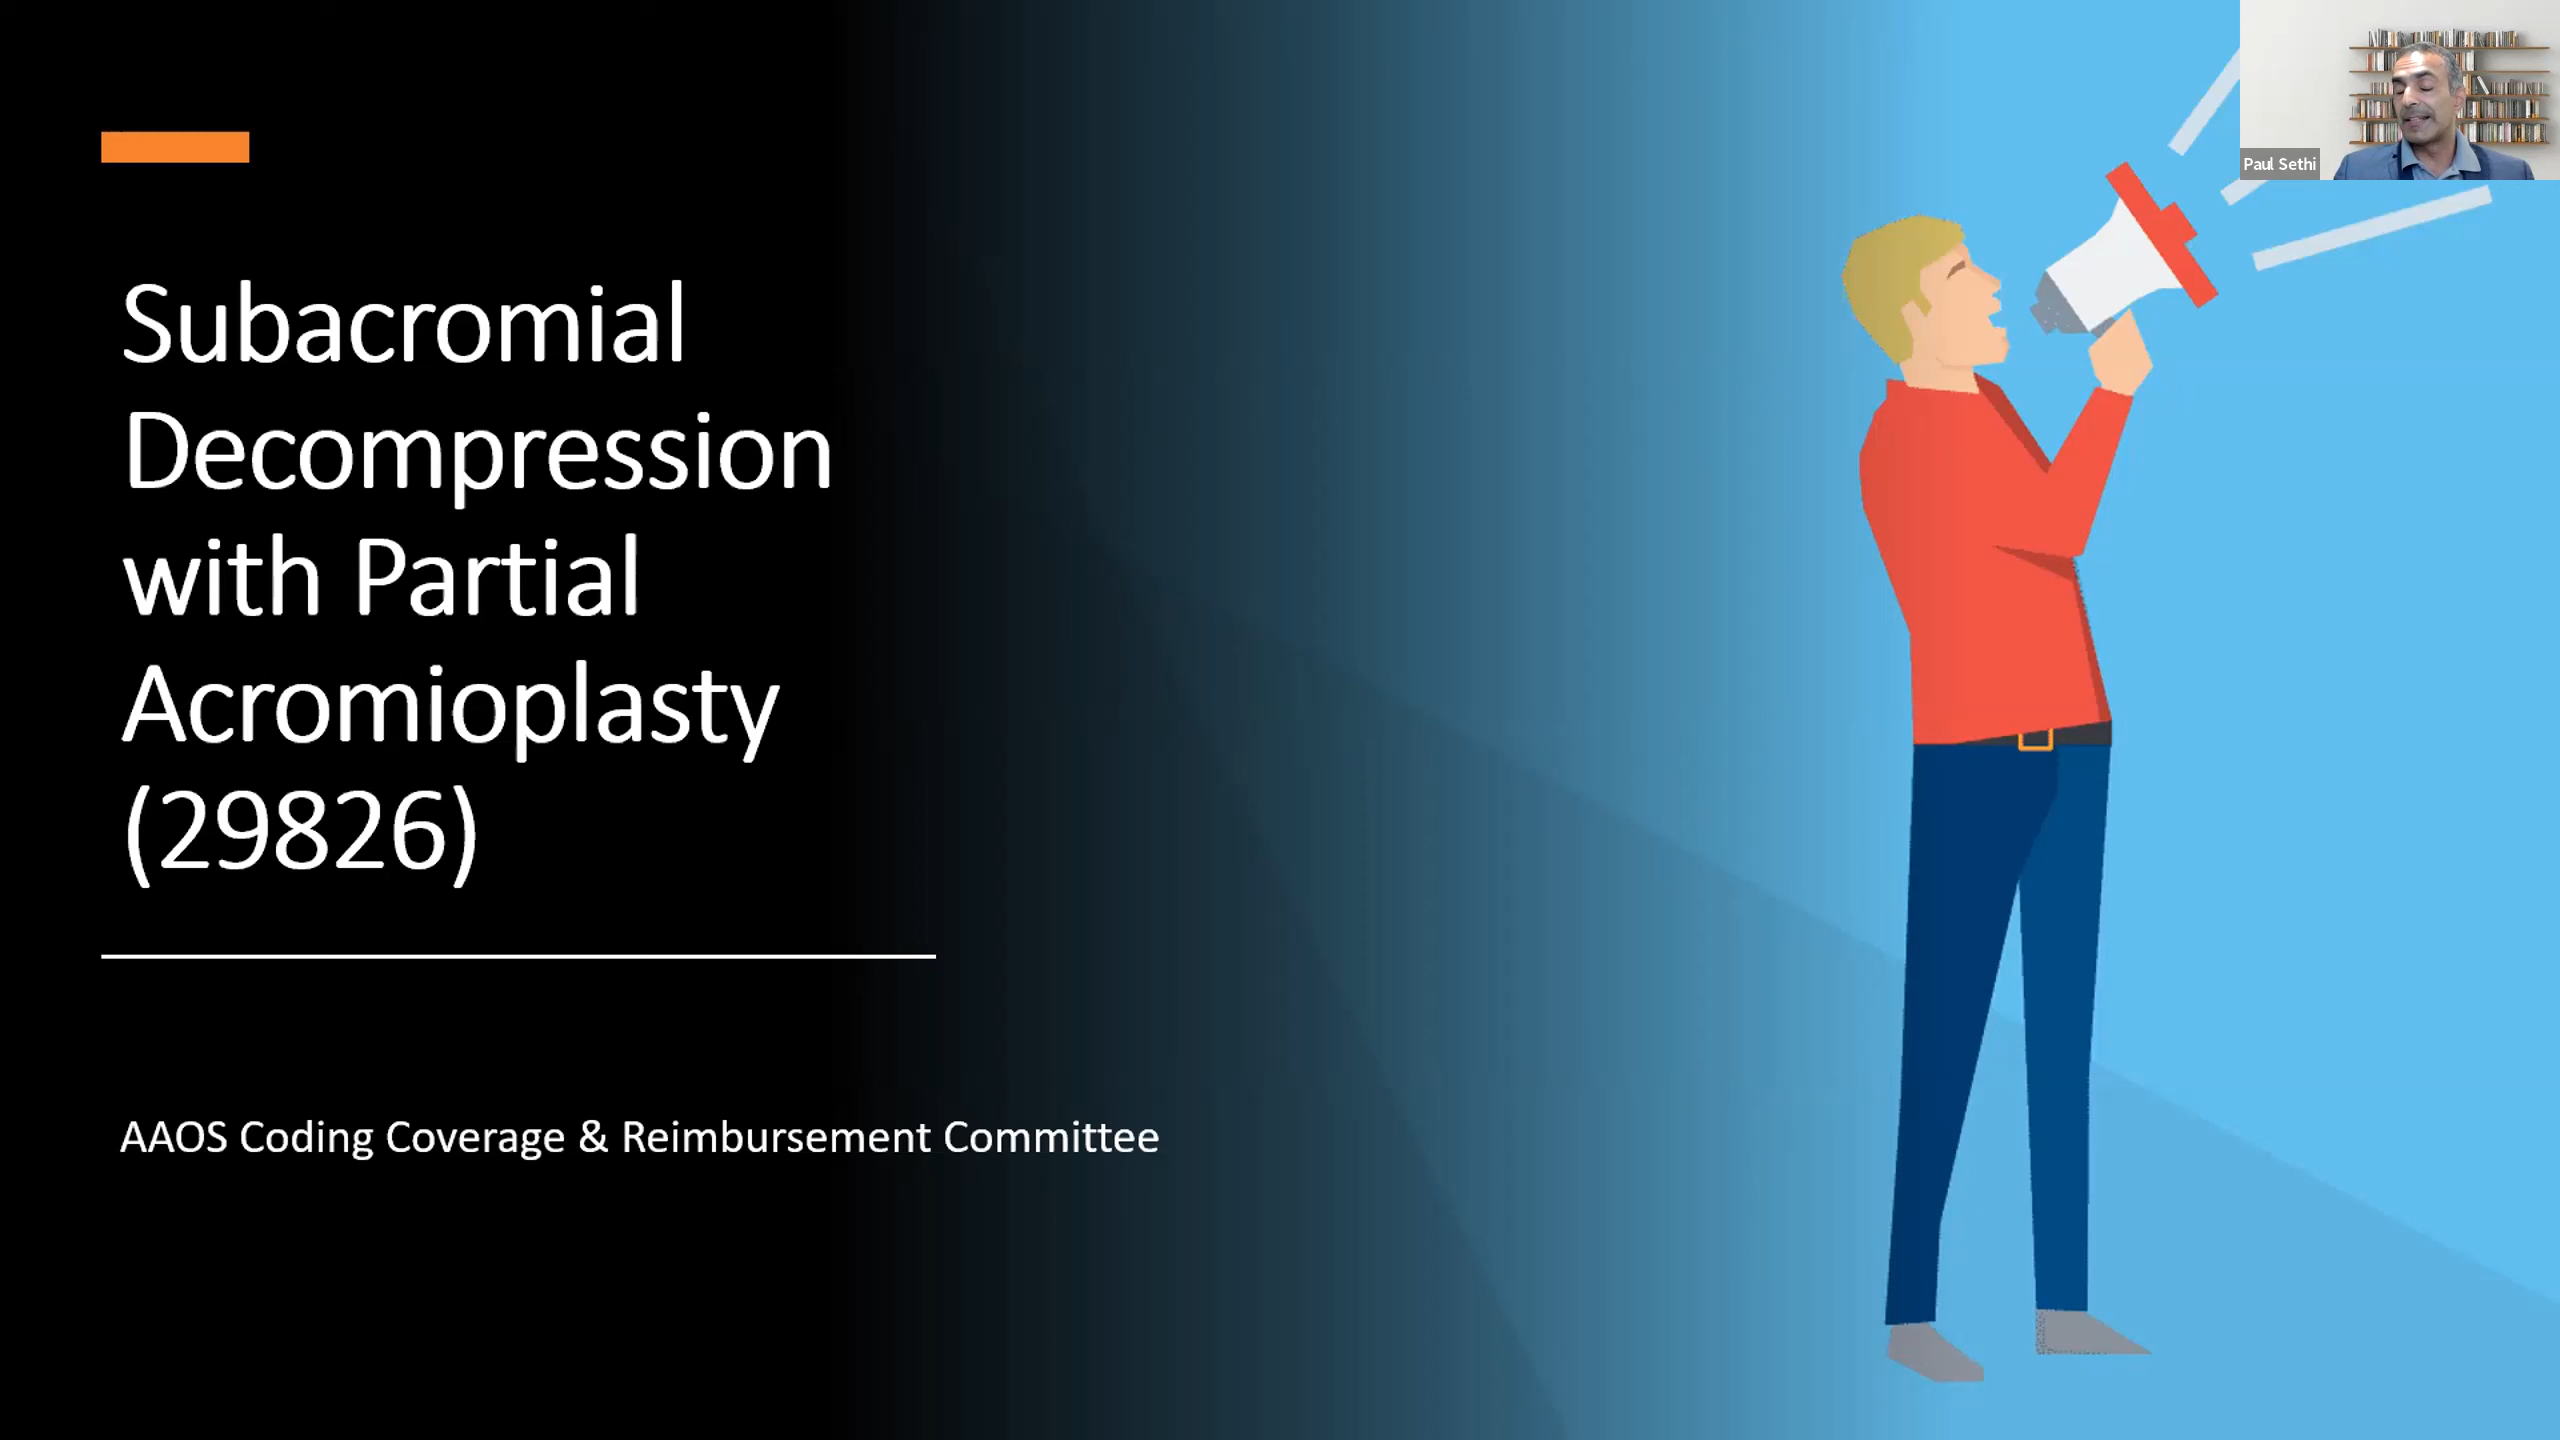 Paul Sethi
Subacromial
Decompression
with Partial
Acromioplasty
(29826)
AAOS Coding Coverage & Reimbursement Committee